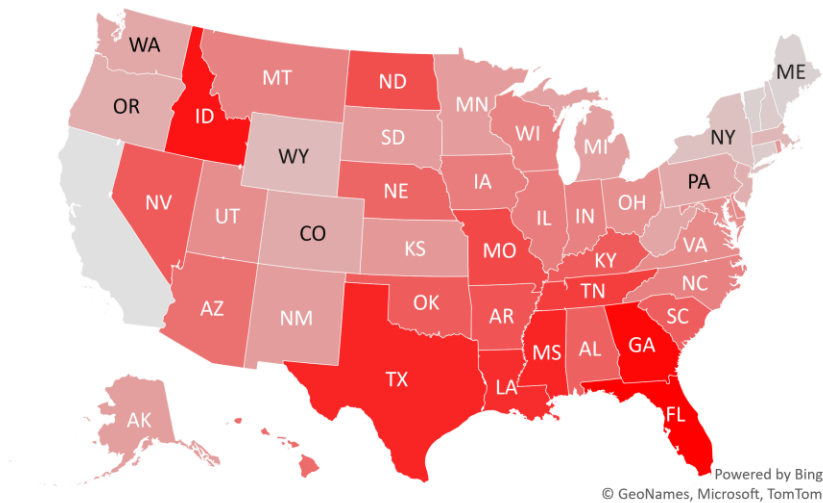 WA
ME
MT
ND
MN
OR
ID
WI
NY
SD
MI
WY
PA
IA
NE
NV
OH
UT
IL
IN
CO
VA
KS
MO
KY
NC
TN
OK
AZ
NM
AR
SC
MS
AL
GA
TX
LA
FL
AK
Powered by Bing
© GeoNames, Microsoft, TomTom